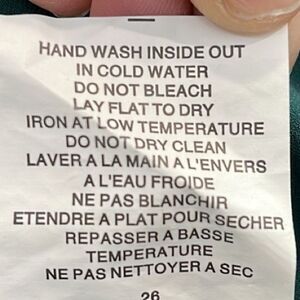 HAND WASH INSIDE OUT
IN COLD WATER
DO NOT BLEACH
LAY FLAT TO DRY
IRON AT LOW TEMPERATURE
DO NOT DRY CLEAN
LAVER A LA MAIN A L'ENVERS
A L'EAU FROIDE
NE PAS BLANCHIR
ETENDRE A PLAT POUR SECHER
REPASSER A BASSE
TEMPERATURE
NE PAS NETTOYER A SEC
26